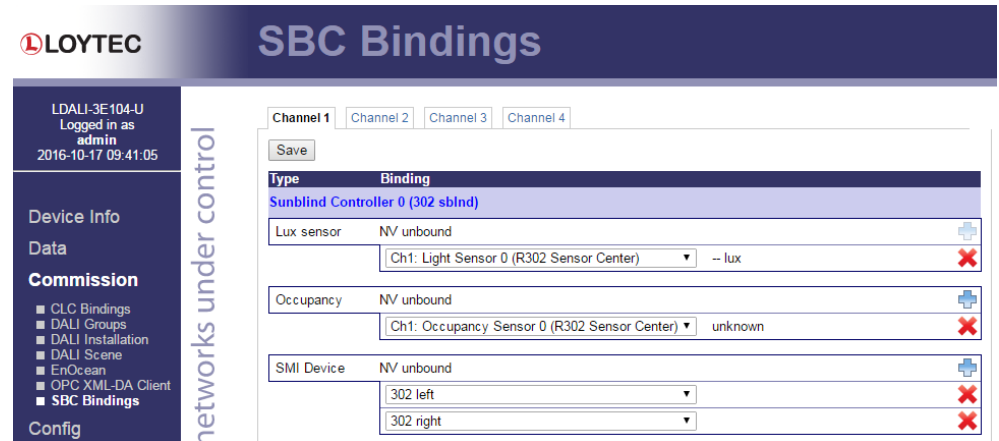 LOYTEC
SBC Bindings
LDALI-3E104-U
Logged in as
admin
2016-10-17 09:41:05
networks under control
Device Info
Data
Commission
CLC Bindings
DALI Groups
DALI Installation
DALI Scene
EnOcean
OPC XML-DA Client
SBC Bindings
Config
Channel 1 Channel 2 Channel 3 Channel 4
Save
Type Binding
Sunblind Controller 0 (302 sblnd)
Lux sensor NV unbound
Ch1: Light Sensor 0 (R302 Sensor Center) -- lux
Occupancy NV unbound
Ch1: Occupancy Sensor 0 (R302 Sensor Center) unknown
SMI Device NV unbound
302 left
302 right